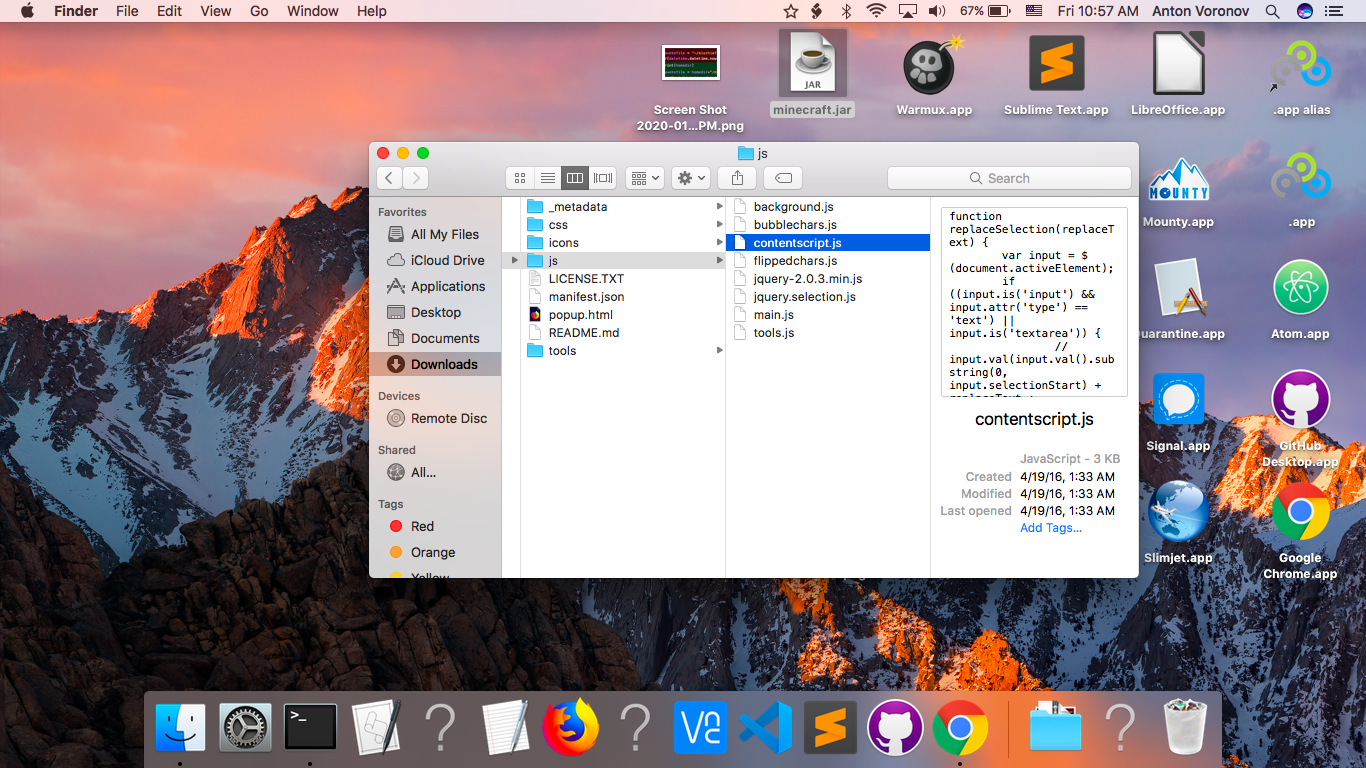 Finder File Edit View Go Window Help 67% Fri 10:57 AM Anton Voronov
Screen Shot
2020-01...PM.png
JAR
minecraft.jar
Warmux.app
Sublime Text.app
LibreOffice.app
.app alias
MOUNTY
Mounty.app
.app
uarantine.app
Atom.app
Signal.app
GitHub
Desktop.app
Slimjet.app
Google
Chrome.app
js
Search
Favorites
All My Files
iCloud Drive
Applications
Desktop
Documents
Downloads
Devices
Remote Disc
Shared
All...
Tags
Red
Orange
Yellow
_metadata
css
icons
js
LICENSE.TXT
manifest.json
popup.html
README.md
tools
background.js
bubblechars.js
contentscript.js
flippedchars.js
jquery-2.0.3.min.js
jquery.selection.js
main.js
tools.js
function
replaceSelection(replaceT
ext) {
var input = $
(document.activeElement);
if
((input.is('input') &&
input.attr('type') ==
'text') ||
input.is('textarea')) {
//
input.val(input.val().sub
string(0,
input.selectionStart) +
contentscript.js
JavaScript - 3 KB
Created 4/19/16, 1:33 AM
Modified 4/19/16, 1:33 AM
Last opened 4/19/16, 1:33 AM
Add Tags...
>_
? ? VC ?